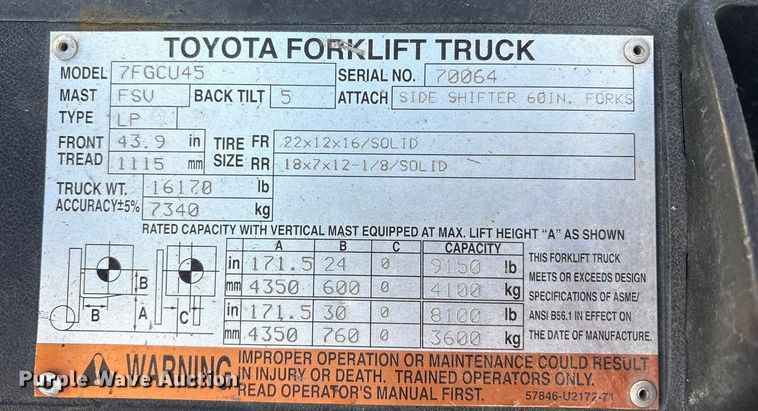 TOYOTA FORKLIFT TRUCK
MODEL 7FGCU45 SERIAL NO. 70064
MAST FSV BACK TILT 5 ATTACH SIDE SHIFTER 60IN. FORKS
TYPE LP
FRONT TREAD 43.9 in 1115 mm TIRE SIZE FR 22x12x16/SOLID
RR 18x7x12-1/8/SOLID
TRUCK WT. 16170 lb
ACCURACY±5% 7340 kg
RATED CAPACITY WITH VERTICAL MAST EQUIPPED AT MAX. LIFT HEIGHT "A" AS SHOWN
A B C CAPACITY
in 171.5 24 0 9150 lb
mm 4350 600 0 4100 kg
in 171.5 30 0 8100 lb
mm 4350 760 0 3600 kg
B B A C
THIS FORKLIFT TRUCK
MEETS OR EXCEEDS DESIGN
SPECIFICATIONS OF ASME/
ANSI B56.1 IN EFFECT ON
THE DATE OF MANUFACTURE.
WARNING
IMPROPER OPERATION OR MAINTENANCE COULD RESULT
IN INJURY OR DEATH. TRAINED OPERATORS ONLY.
READ OPERATOR'S MANUAL FIRST.
57846-U2172-71
Purple Wave Auction